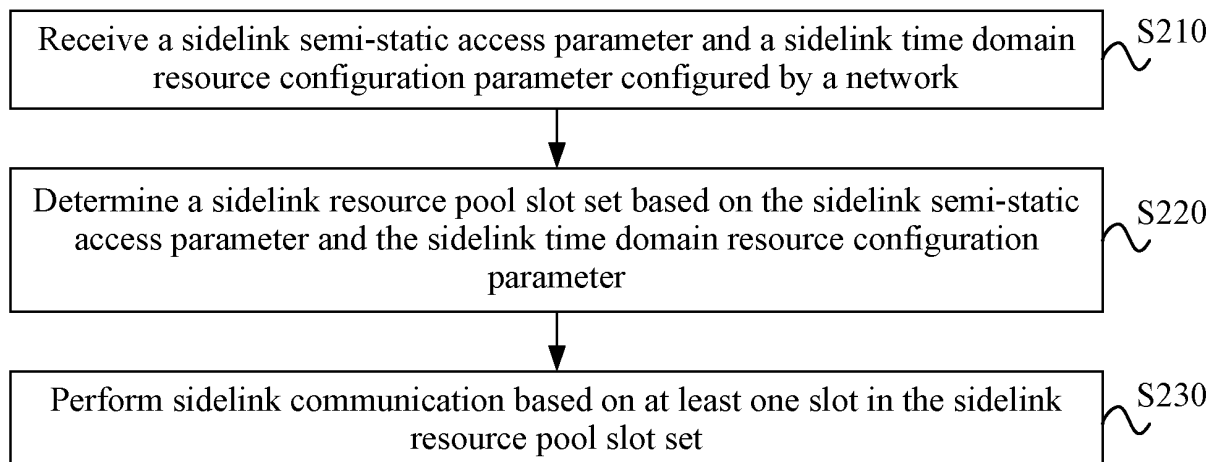 Receive a sidelink semi-static access parameter and a sidelink time domain
resource configuration parameter configured by a network
S210
Determine a sidelink resource pool slot set based on the sidelink semi-static
access parameter and the sidelink time domain resource configuration
parameter
S220
Perform sidelink communication based on at least one slot in the sidelink
resource pool slot set
S230